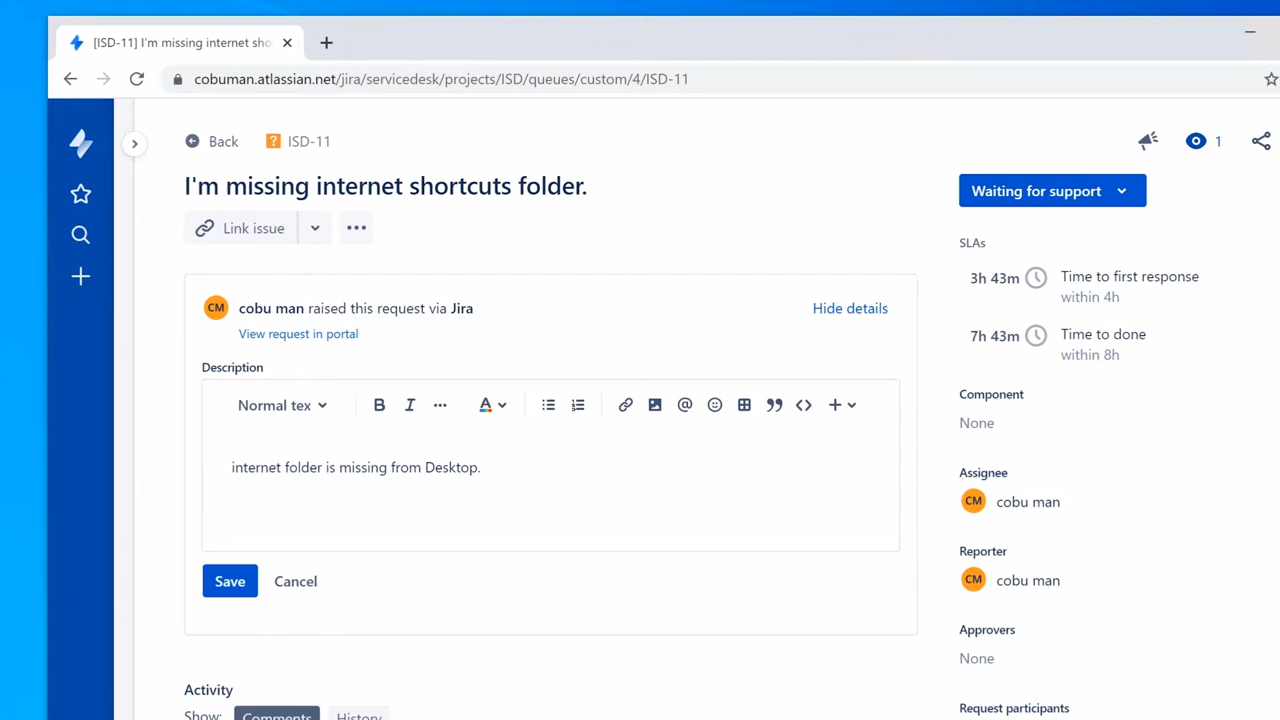 [ISD-11] I'm missing internet sho
cobuman.atlassian.net/jira/servicedesk/projects/ISD/queues/custom/4/ISD-11
Back
ISD-11
1
I'm missing internet shortcuts folder.
Waiting for support
Link issue
SLAs
3h 43m
Time to first response
within 4h
CM
cobu man raised this request via Jira
Hide details
View request in portal
7h 43m
Time to done
within 8h
Description
Normal tex
B
I
A
Component
None
internet folder is missing from Desktop.
Assignee
CM
cobu man
Reporter
CM
cobu man
Save
Cancel
Approvers
None
Activity
Request participants
Show:
Comments
History